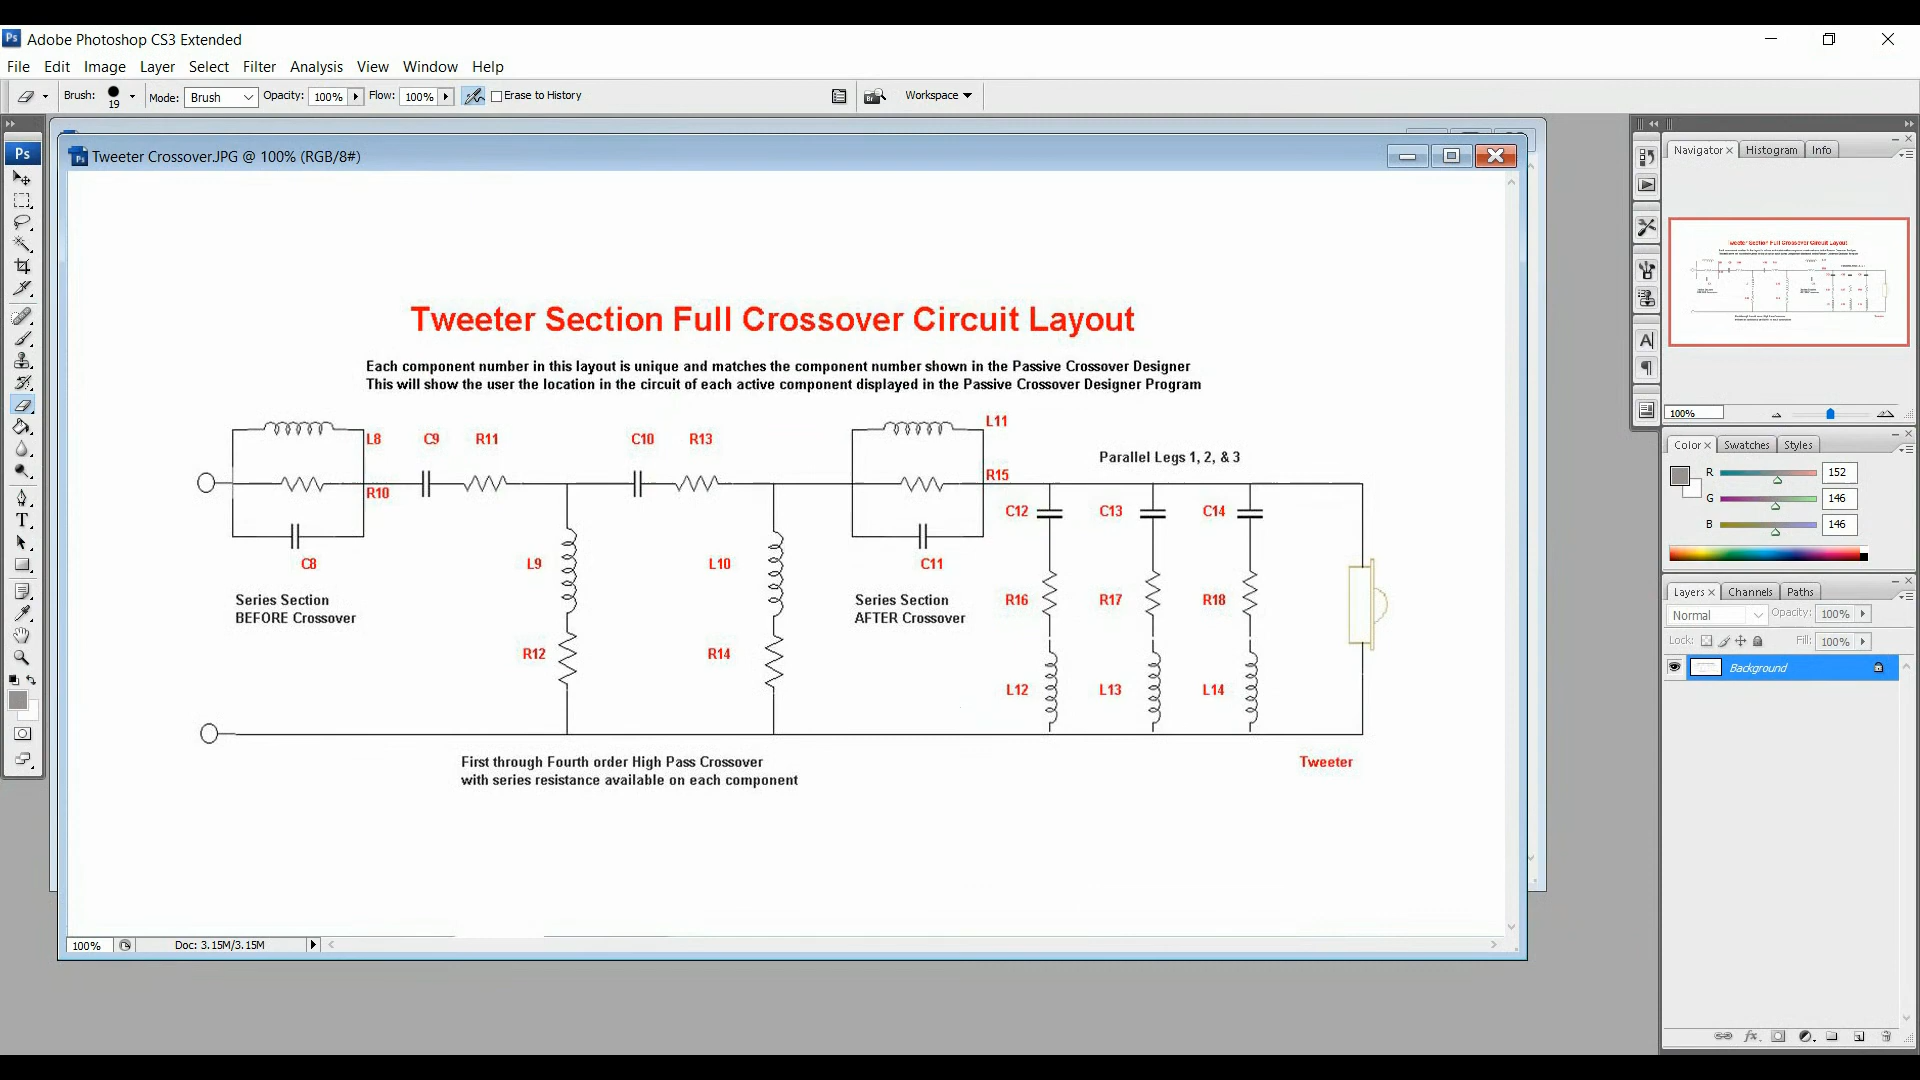 Ps Adobe Photoshop CS3 Extended
File Edit Image Layer Select Filter Analysis View Window Help
Brush: 19 Mode: Brush Opacity: 100% Flow: 100% Erase to History Workspace
Tweeter Crossover.JPG @ 100% (RGB/8#)
Ps
Tweeter Section Full Crossover Circuit Layout
Each component number in this layout is unique and matches the component number shown in the Passive Crossover Designer
This will show the user the location in the circuit of each active component displayed in the Passive Crossover Designer Program
L8 C9 R11 C10 R13 L11
Parallel Legs 1, 2, & 3
R10 R15
C12 C13 C14
C8 L9 L10 C11
Series Section
BEFORE Crossover
Series Section
AFTER Crossover
R16 R17 R18
R12 R14
L12 L13 L14
First through Fourth order High Pass Crossover
with series resistance available on each component
Tweeter
100% Doc: 3.15M/3.15M
Navigator Histogram Info
Tweeter Section Full Crossover Circuit Layout
100%
Color Swatches Styles
R 152
G 146
B 146
Layers Channels Paths
Normal Opacity: 100%
Lock: Fill: 100%
Background